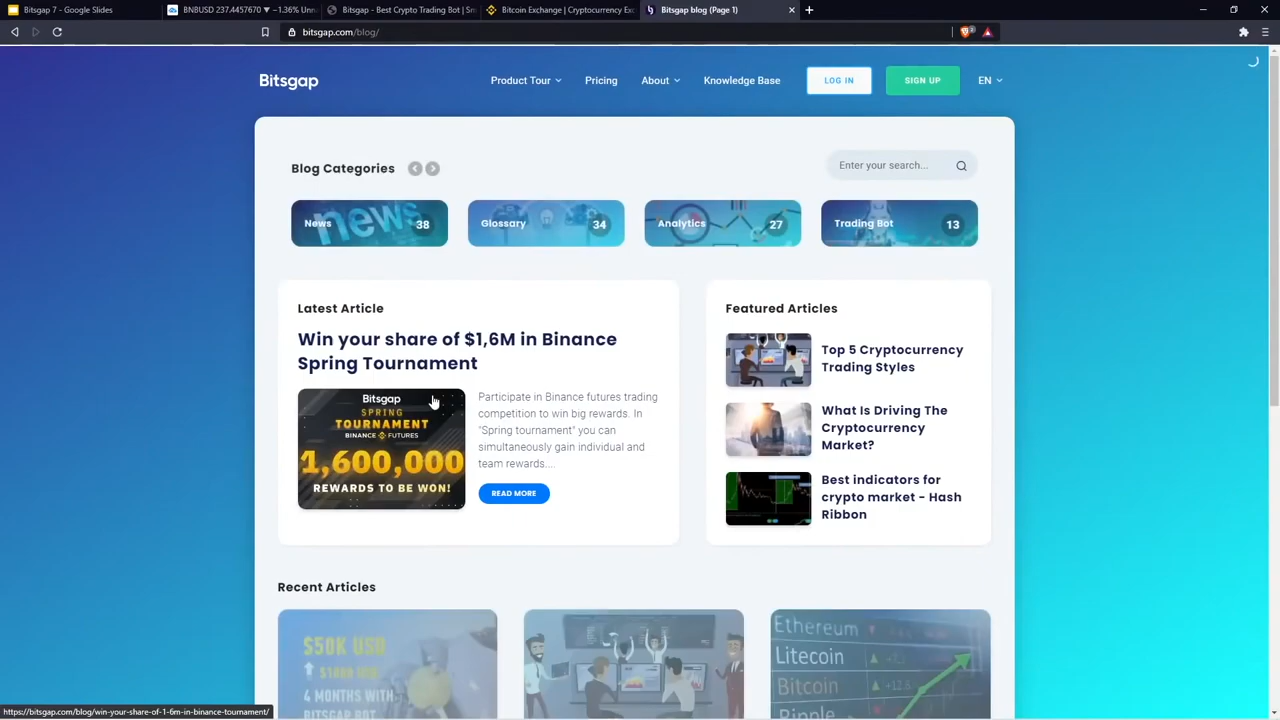 Bitsgap 7 - Google Slides
BNBUSD 237.4457670 ▼ −1.36% Unn
Bitsgap - Best Crypto Trading Bot | Sm
Bitcoin Exchange | Cryptocurrency Exc
Bitsgap blog (Page 1)
bitsgap.com/blog/
Bitsgap
Product Tour
Pricing
About
Knowledge Base
LOG IN
SIGN UP
EN
Blog Categories
Enter your search...
News 38
Glossary 34
Analytics 27
Trading Bot 13
Latest Article
Win your share of $1,6M in Binance
Spring Tournament
Bitsgap
SPRING
TOURNAMENT
BINANCE FUTURES
1,600,000
REWARDS TO BE WON!
Participate in Binance futures trading
competition to win big rewards. In
"Spring tournament" you can
simultaneously gain individual and
team rewards....
READ MORE
Featured Articles
Top 5 Cryptocurrency
Trading Styles
What Is Driving The
Cryptocurrency
Market?
Best indicators for
crypto market - Hash
Ribbon
Recent Articles
$50K USD
4 MONTHS WITH
BITSGAP BOT
Ethereum
Litecoin
Bitcoin
Ripple
https://bitsgap.com/blog/win-your-share-of-1-6m-in-binance-tournament/